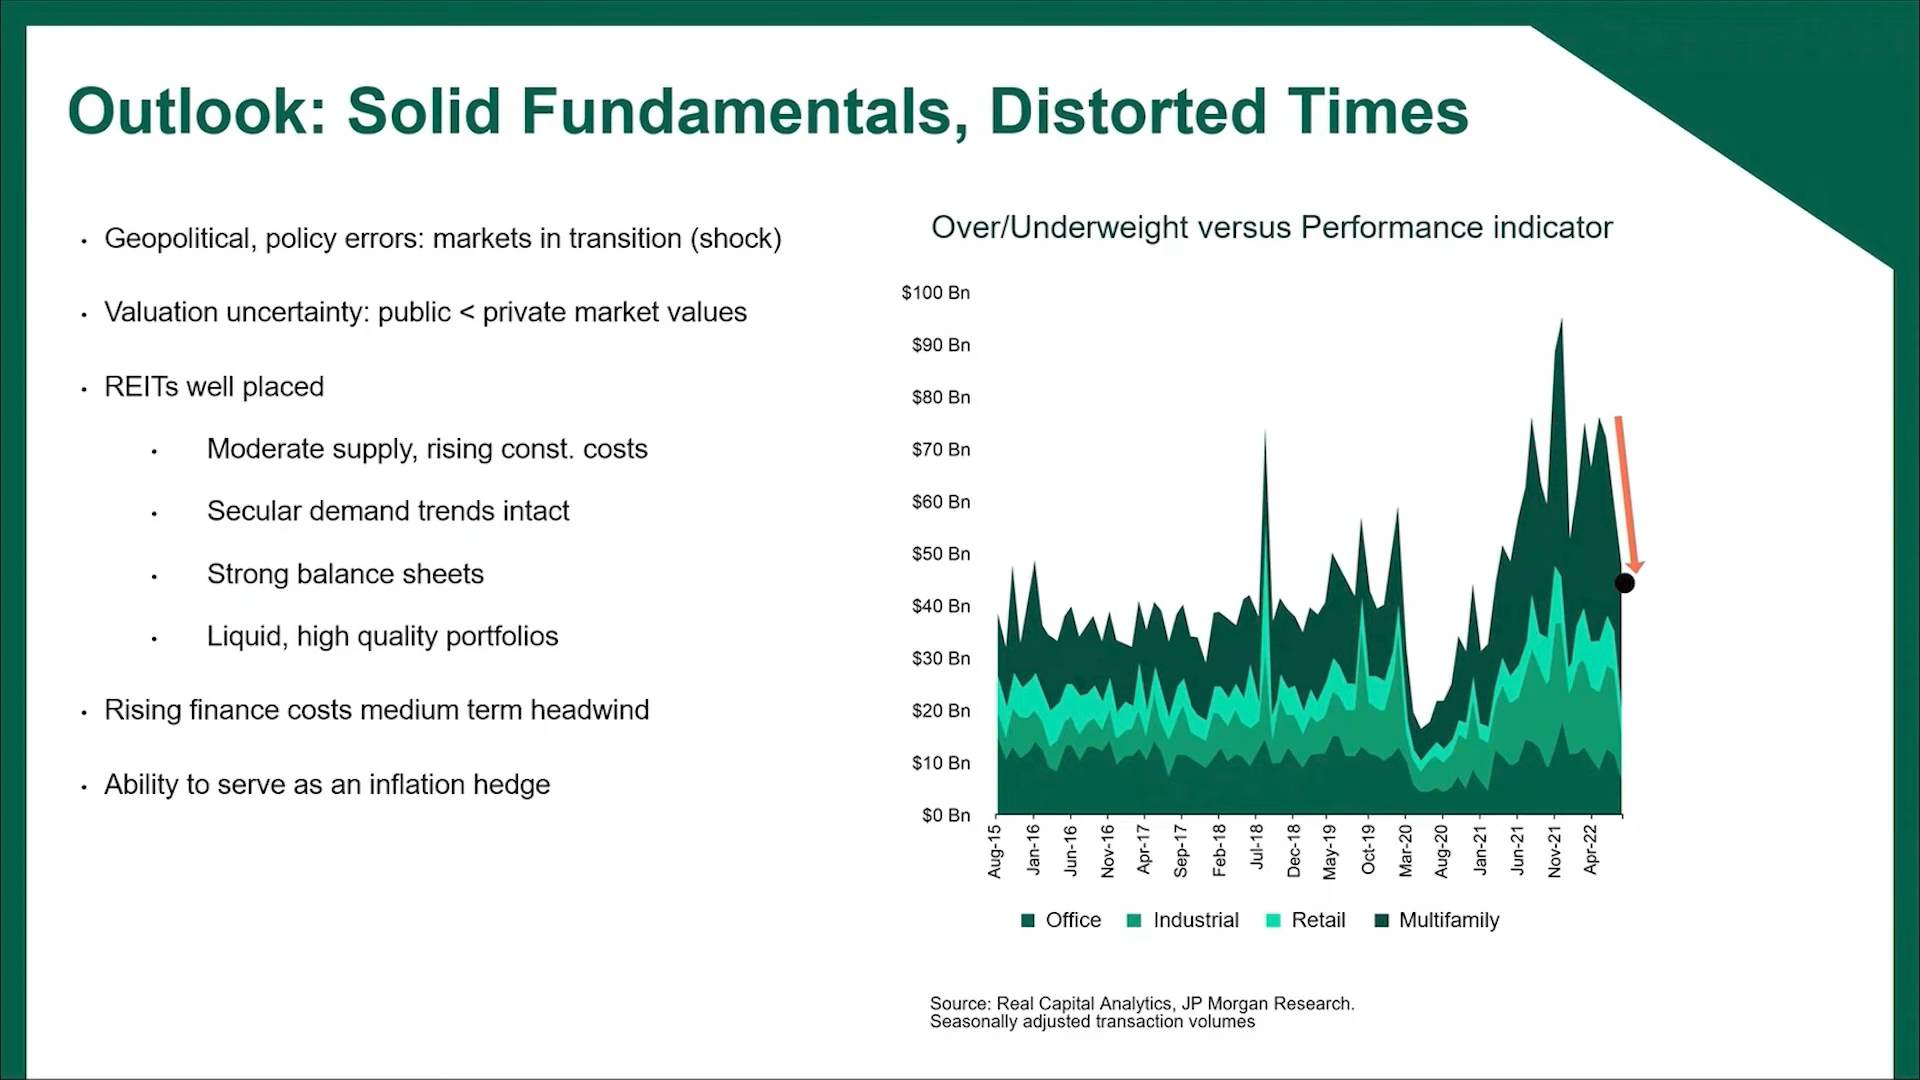 Outlook: Solid Fundamentals, Distorted Times
· Geopolitical, policy errors: markets in transition (shock)
· Valuation uncertainty: public < private market values
· REITs well placed
· Moderate supply, rising const. costs
· Secular demand trends intact
· Strong balance sheets
· Liquid, high quality portfolios
· Rising finance costs medium term headwind
· Ability to serve as an inflation hedge
Over/Underweight versus Performance indicator
$100 Bn
$90 Bn
$80 Bn
$70 Bn
$60 Bn
$50 Bn
$40 Bn
$30 Bn
$20 Bn
$10 Bn
$0 Bn
Aug-15
Jan-16
Jun-16
Nov-16
Apr-17
Sep-17
Feb-18
Jul-18
Dec-18
May-19
Oct-19
Mar-20
Aug-20
Jan-21
Jun-21
Nov-21
Apr-22
Office Industrial Retail Multifamily
Source: Real Capital Analytics, JP Morgan Research.
Seasonally adjusted transaction volumes